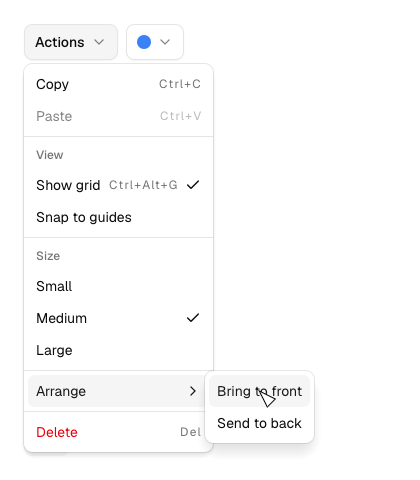 Actions
Copy Ctrl+C
Paste Ctrl+V
View
Show grid Ctrl+Alt+G
Snap to guides
Size
Small
Medium
Large
Arrange
Bring to front
Send to back
Delete Del